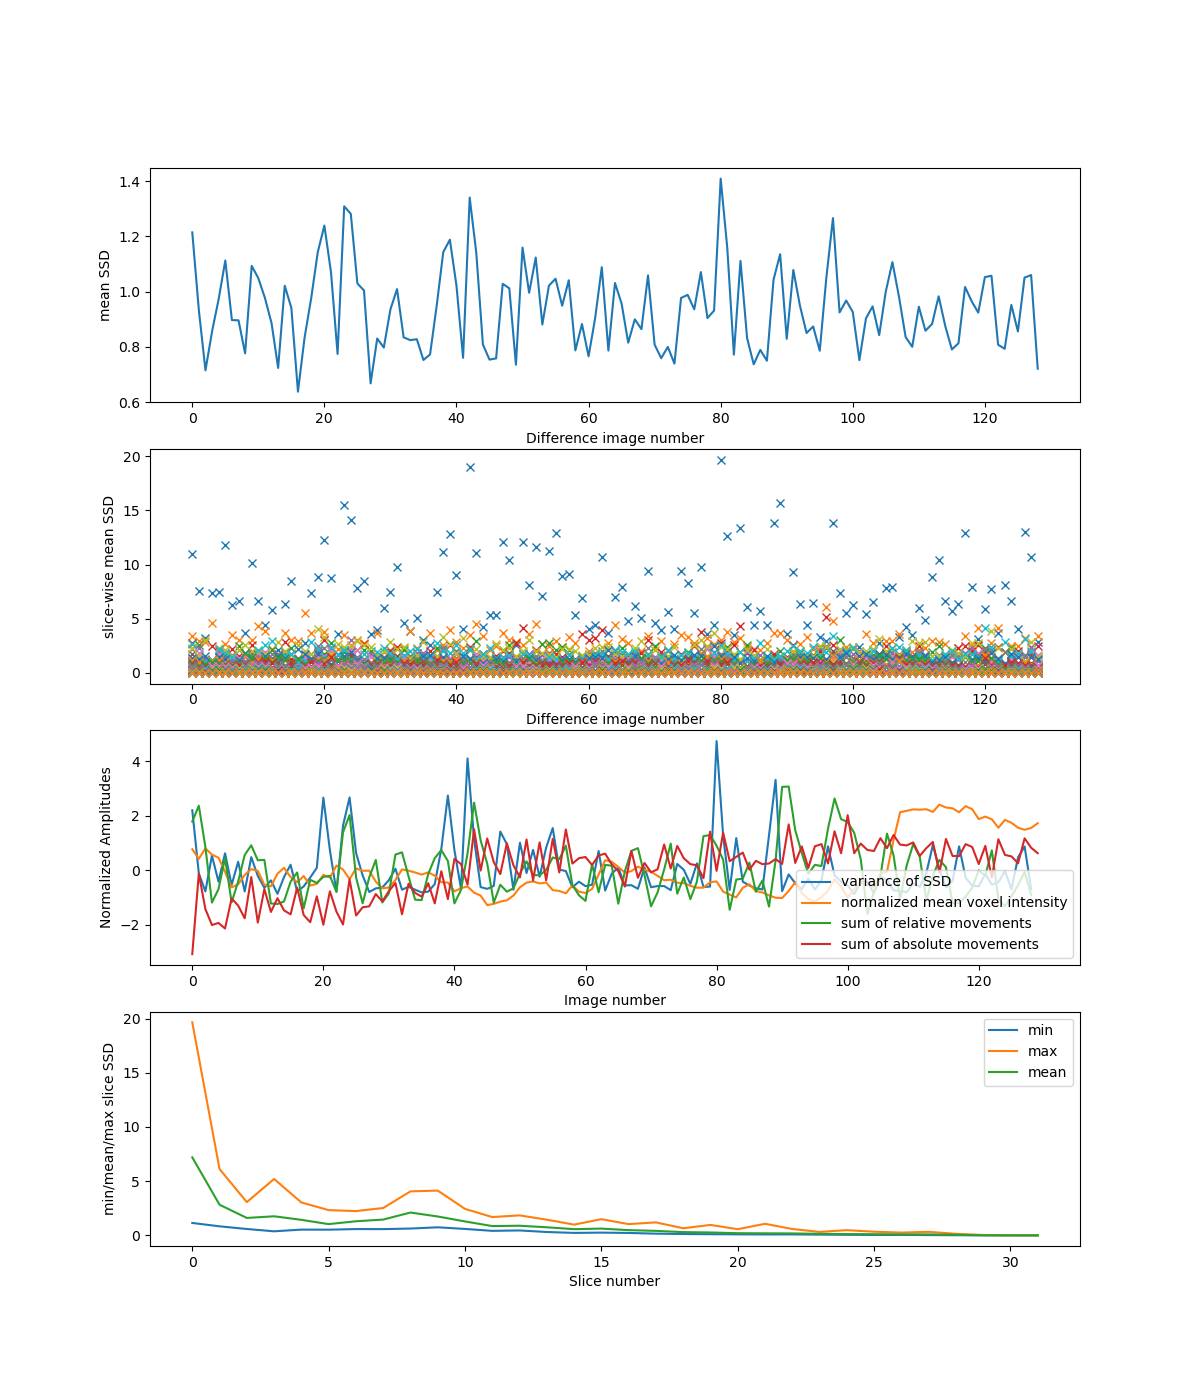 mean SSD
1.4
1.2
1.0
0.8
0.6
0 20 40 60 80 100 120
Difference image number
slice-wise mean SSD
20
15
10
5
0
0 20 40 60 80 100 120
Difference image number
Normalized Amplitudes
4
2
0
−2
variance of SSD
normalized mean voxel intensity
sum of relative movements
sum of absolute movements
0 20 40 60 80 100 120
Image number
min/mean/max slice SSD
20
15
10
5
0
min
max
mean
0 5 10 15 20 25 30
Slice number